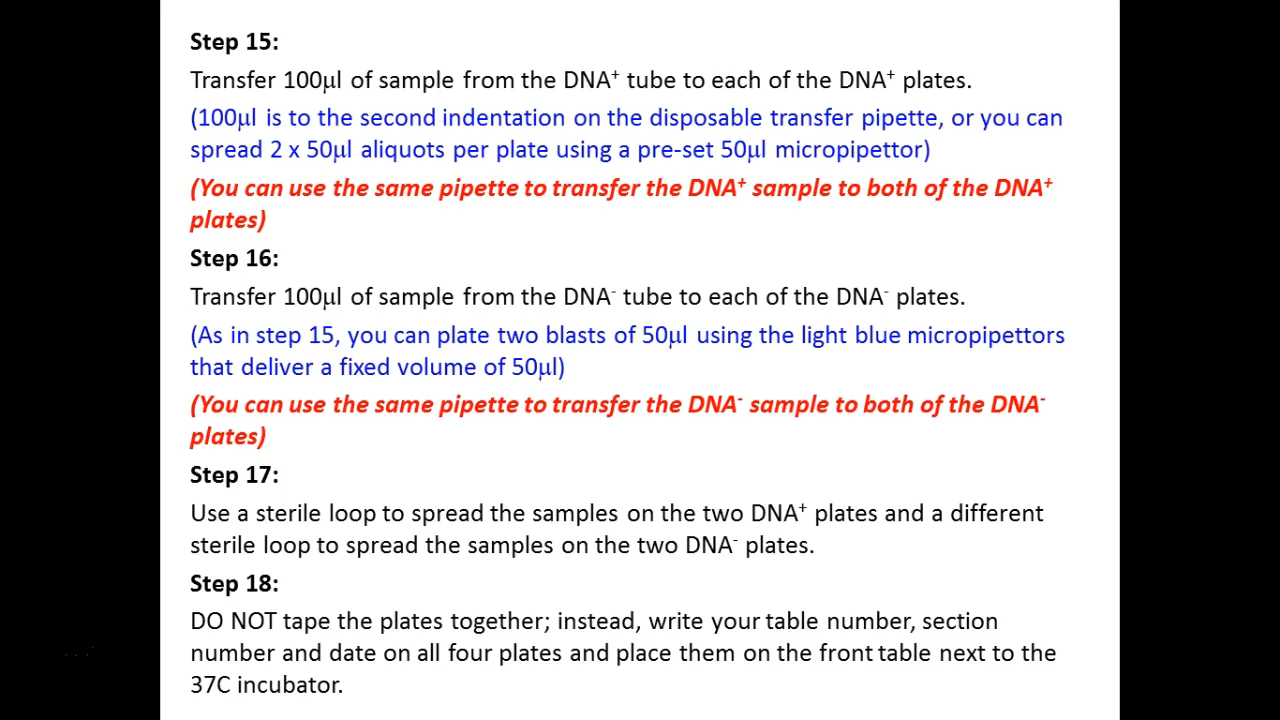 Step 15:
Transfer 100µl of sample from the DNA⁺ tube to each of the DNA⁺ plates.
(100µl is to the second indentation on the disposable transfer pipette, or you can
spread 2 x 50µl aliquots per plate using a pre-set 50µl micropipettor)
(You can use the same pipette to transfer the DNA⁺ sample to both of the DNA⁺
plates)
Step 16:
Transfer 100µl of sample from the DNA⁻ tube to each of the DNA⁻ plates.
(As in step 15, you can plate two blasts of 50µl using the light blue micropipettors
that deliver a fixed volume of 50µl)
(You can use the same pipette to transfer the DNA⁻ sample to both of the DNA⁻
plates)
Step 17:
Use a sterile loop to spread the samples on the two DNA⁺ plates and a different
sterile loop to spread the samples on the two DNA⁻ plates.
Step 18:
DO NOT tape the plates together; instead, write your table number, section
number and date on all four plates and place them on the front table next to the
37C incubator.